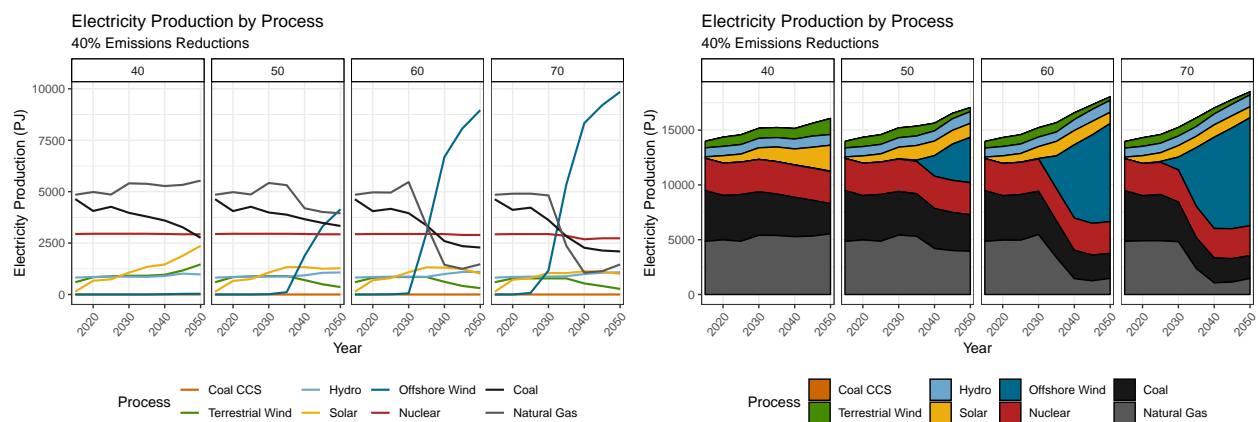 Electricity Production by Process
40% Emissions Reductions
40 50 60 70
10000
7500
5000
2500
0
Electricity Production (PJ)
2020 2030 2040 2050 2020 2030 2040 2050 2020 2030 2040 2050 2020 2030 2040 2050
Year
Process
Coal CCS Hydro Offshore Wind Coal
Terrestrial Wind Solar Nuclear Natural Gas
Electricity Production by Process
40% Emissions Reductions
40 50 60 70
15000
10000
5000
0
Electricity Production (PJ)
2020 2030 2040 2050 2020 2030 2040 2050 2020 2030 2040 2050 2020 2030 2040 2050
Year
Process
Coal CCS Hydro Offshore Wind Coal
Terrestrial Wind Solar Nuclear Natural Gas